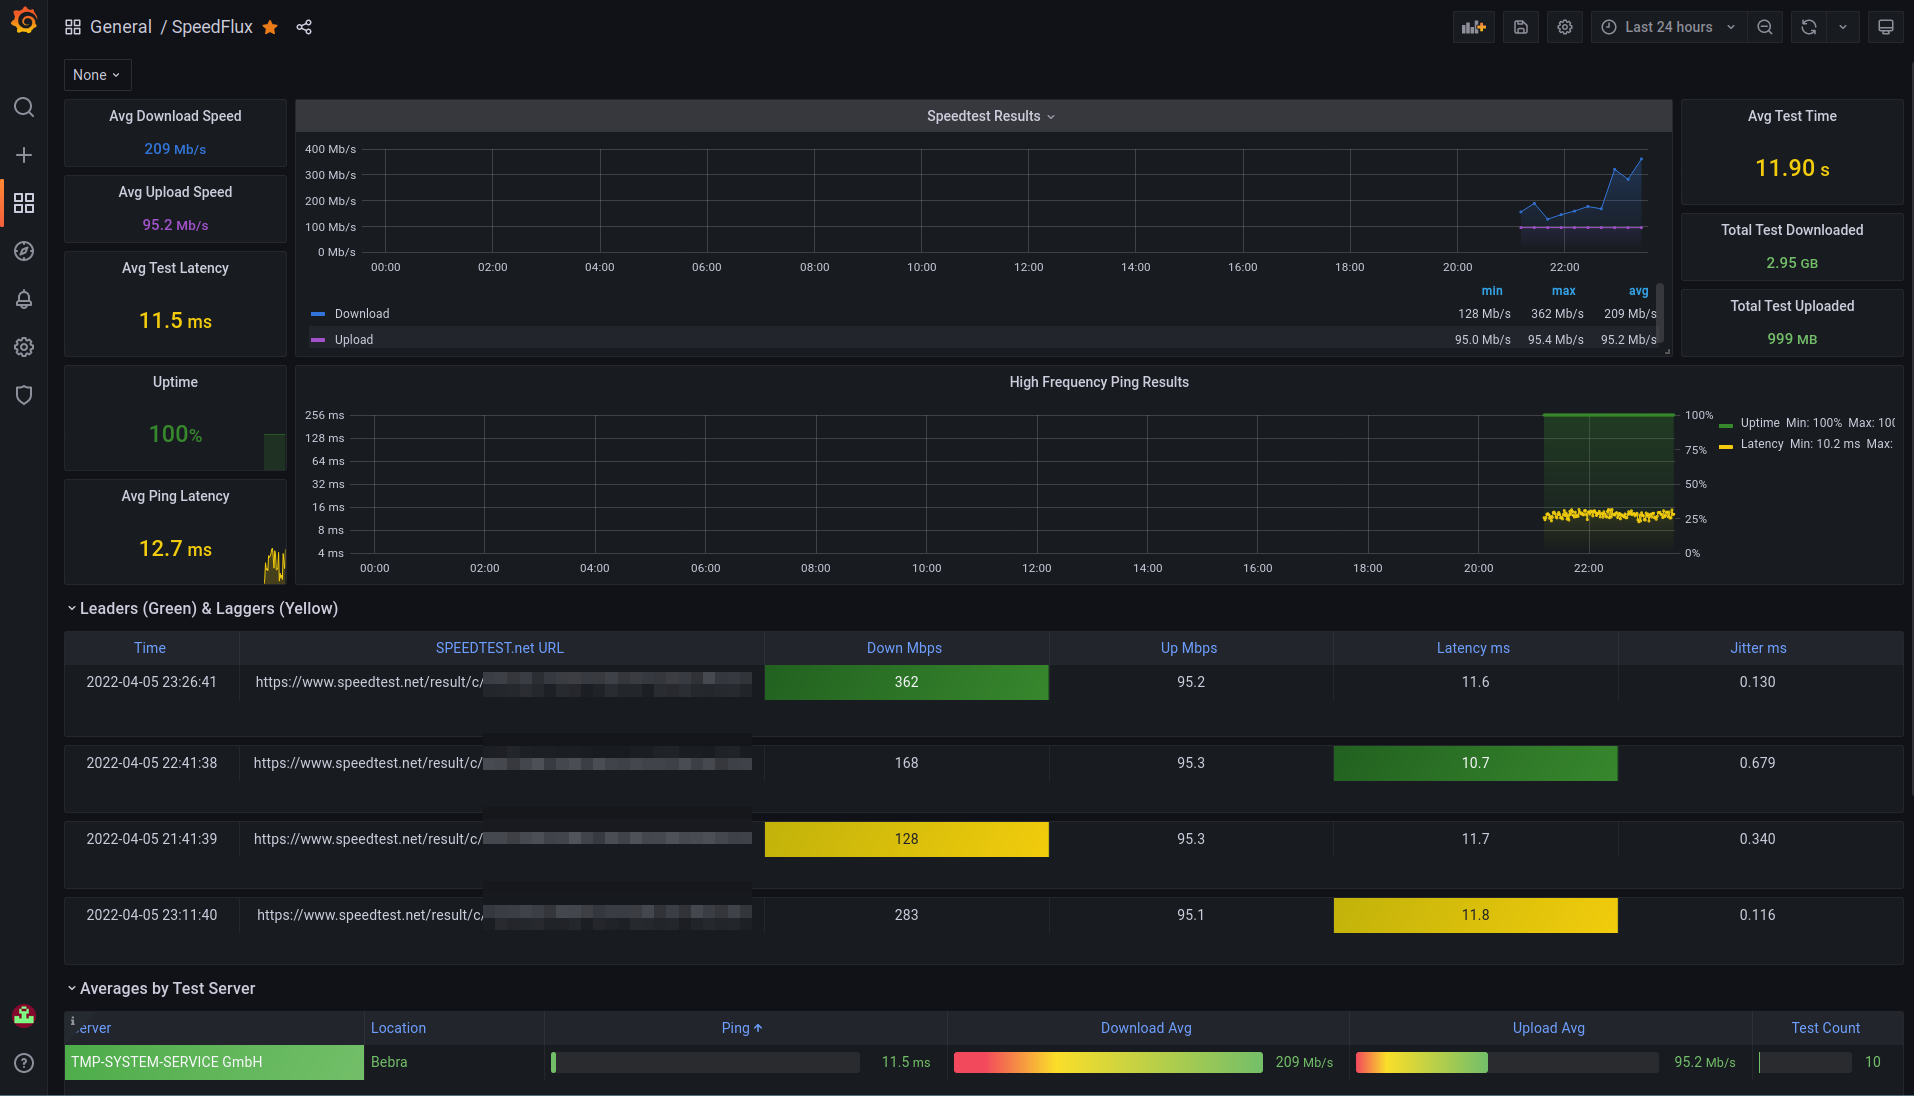 General / SpeedFlux
Last 24 hours
None
Avg Download Speed
209 Mb/s
Avg Upload Speed
95.2 Mb/s
Avg Test Latency
11.5 ms
Speedtest Results
400 Mb/s
300 Mb/s
200 Mb/s
100 Mb/s
0 Mb/s
00:00 02:00 04:00 06:00 08:00 10:00 12:00 14:00 16:00 18:00 20:00 22:00
min max avg
Download 128 Mb/s 362 Mb/s 209 Mb/s
Upload 95.0 Mb/s 95.4 Mb/s 95.2 Mb/s
Avg Test Time
11.90 s
Total Test Downloaded
2.95 GB
Total Test Uploaded
999 MB
Uptime
100%
Avg Ping Latency
12.7 ms
High Frequency Ping Results
256 ms
128 ms
64 ms
32 ms
16 ms
8 ms
4 ms
00:00 02:00 04:00 06:00 08:00 10:00 12:00 14:00 16:00 18:00 20:00 22:00
100%
75%
50%
25%
0%
Uptime Min: 100% Max: 100
Latency Min: 10.2 ms Max:
Leaders (Green) & Laggers (Yellow)
Time SPEEDTEST.net URL Down Mbps Up Mbps Latency ms Jitter ms
2022-04-05 23:26:41 https://www.speedtest.net/result/c/ 362 95.2 11.6 0.130
2022-04-05 22:41:38 https://www.speedtest.net/result/c/ 168 95.3 10.7 0.679
2022-04-05 21:41:39 https://www.speedtest.net/result/c/ 128 95.3 11.7 0.340
2022-04-05 23:11:40 https://www.speedtest.net/result/c/ 283 95.1 11.8 0.116
Averages by Test Server
erver Location Ping Download Avg Upload Avg Test Count
TMP-SYSTEM-SERVICE GmbH Bebra 11.5 ms 209 Mb/s 95.2 Mb/s 10